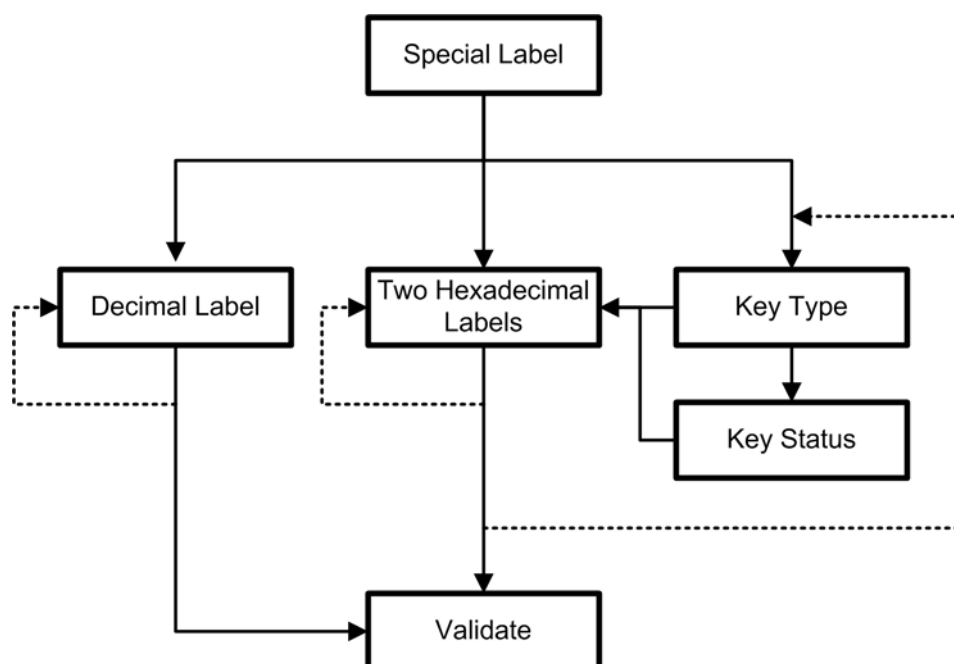 Special Label
Decimal Label
Two Hexadecimal
Labels
Key Type
Key Status
Validate